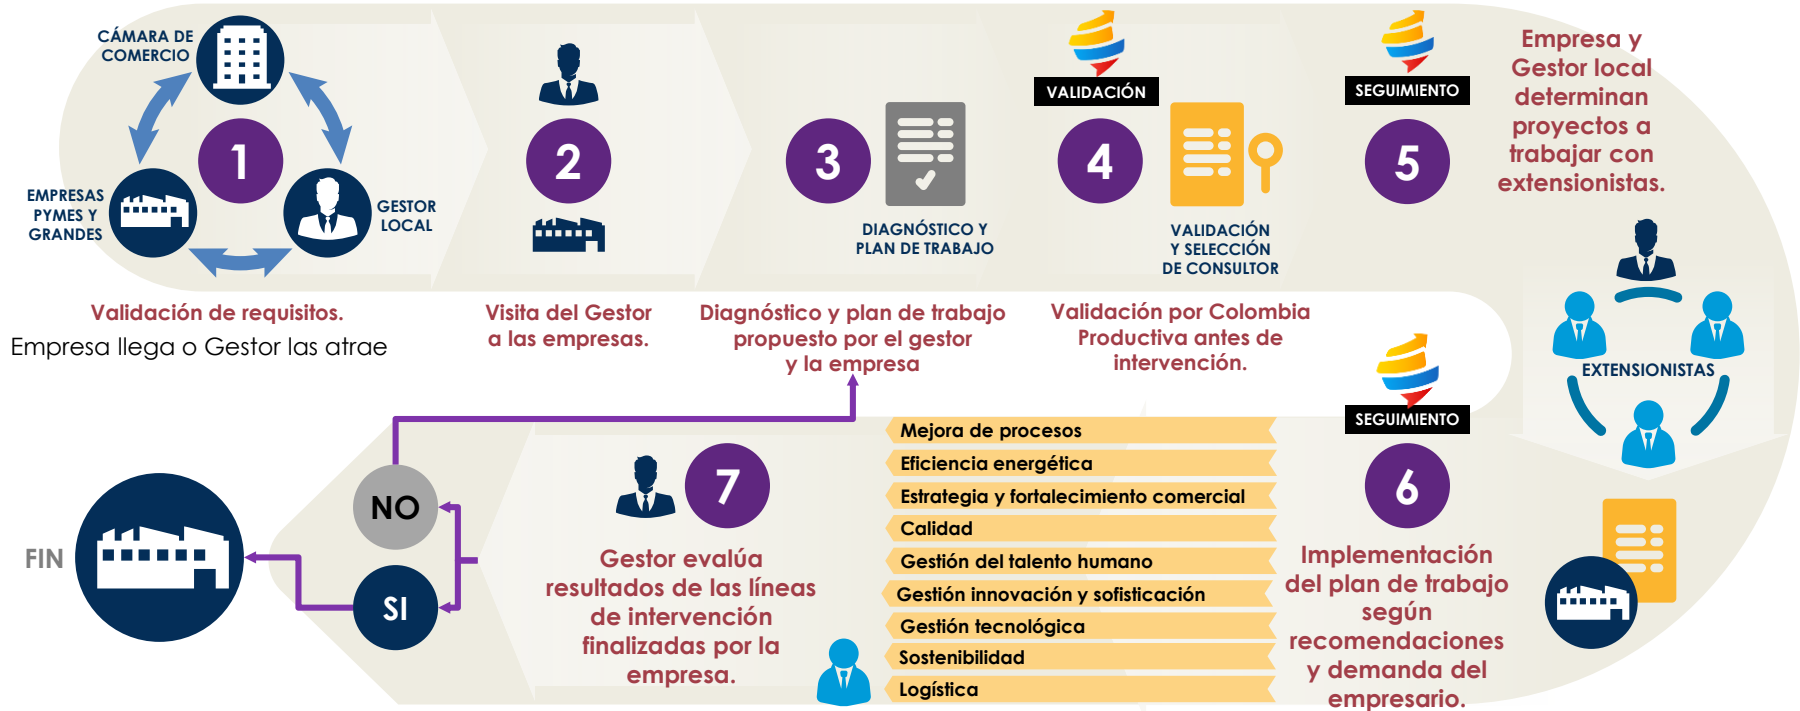 CÁMARA DE
COMERCIO
1
EMPRESAS
PYMES Y
GRANDES
GESTOR
LOCAL
Validación de requisitos.
Empresa llega o Gestor las atrae
2
Visita del Gestor
a las empresas.
3
DIAGNÓSTICO Y
PLAN DE TRABAJO
Diagnóstico y plan de trabajo
propuesto por el gestor
y la empresa
VALIDACIÓN
4
VALIDACIÓN
Y SELECCIÓN
DE CONSULTOR
Validación por Colombia
Productiva antes de
intervención.
SEGUIMIENTO
5
Empresa y
Gestor local
determinan
proyectos a
trabajar con
extensionistas.
EXTENSIONISTAS
SEGUIMIENTO
6
Implementación
del plan de trabajo
según
recomendaciones
y demanda del
empresario.
Mejora de procesos
Eficiencia energética
Estrategia y fortalecimiento comercial
Calidad
Gestión del talento humano
Gestión innovación y sofisticación
Gestión tecnológica
Sostenibilidad
Logística
7
Gestor evalúa
resultados de las líneas
de intervención
finalizadas por la
empresa.
NO
SI
FIN